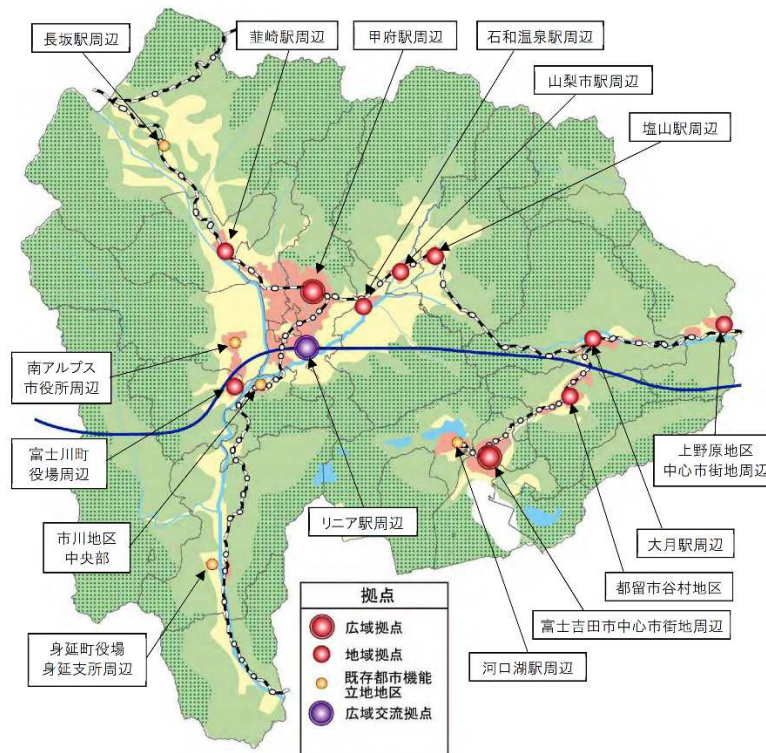 長坂駅周辺
韮崎駅周辺
甲府駅周辺
石和温泉駅周辺
山梨市駅周辺
塩山駅周辺
南アルプス
市役所周辺
富士川町
役場周辺
市川地区
中央部
身延町役場
身延支所周辺
リニア駅周辺
上野原地区
中心市街地周辺
大月駅周辺
都留市谷村地区
富士吉田市中心市街地周辺
河口湖駅周辺
拠点
広域拠点
地域拠点
既存都市機能
立地地区
広域交流拠点